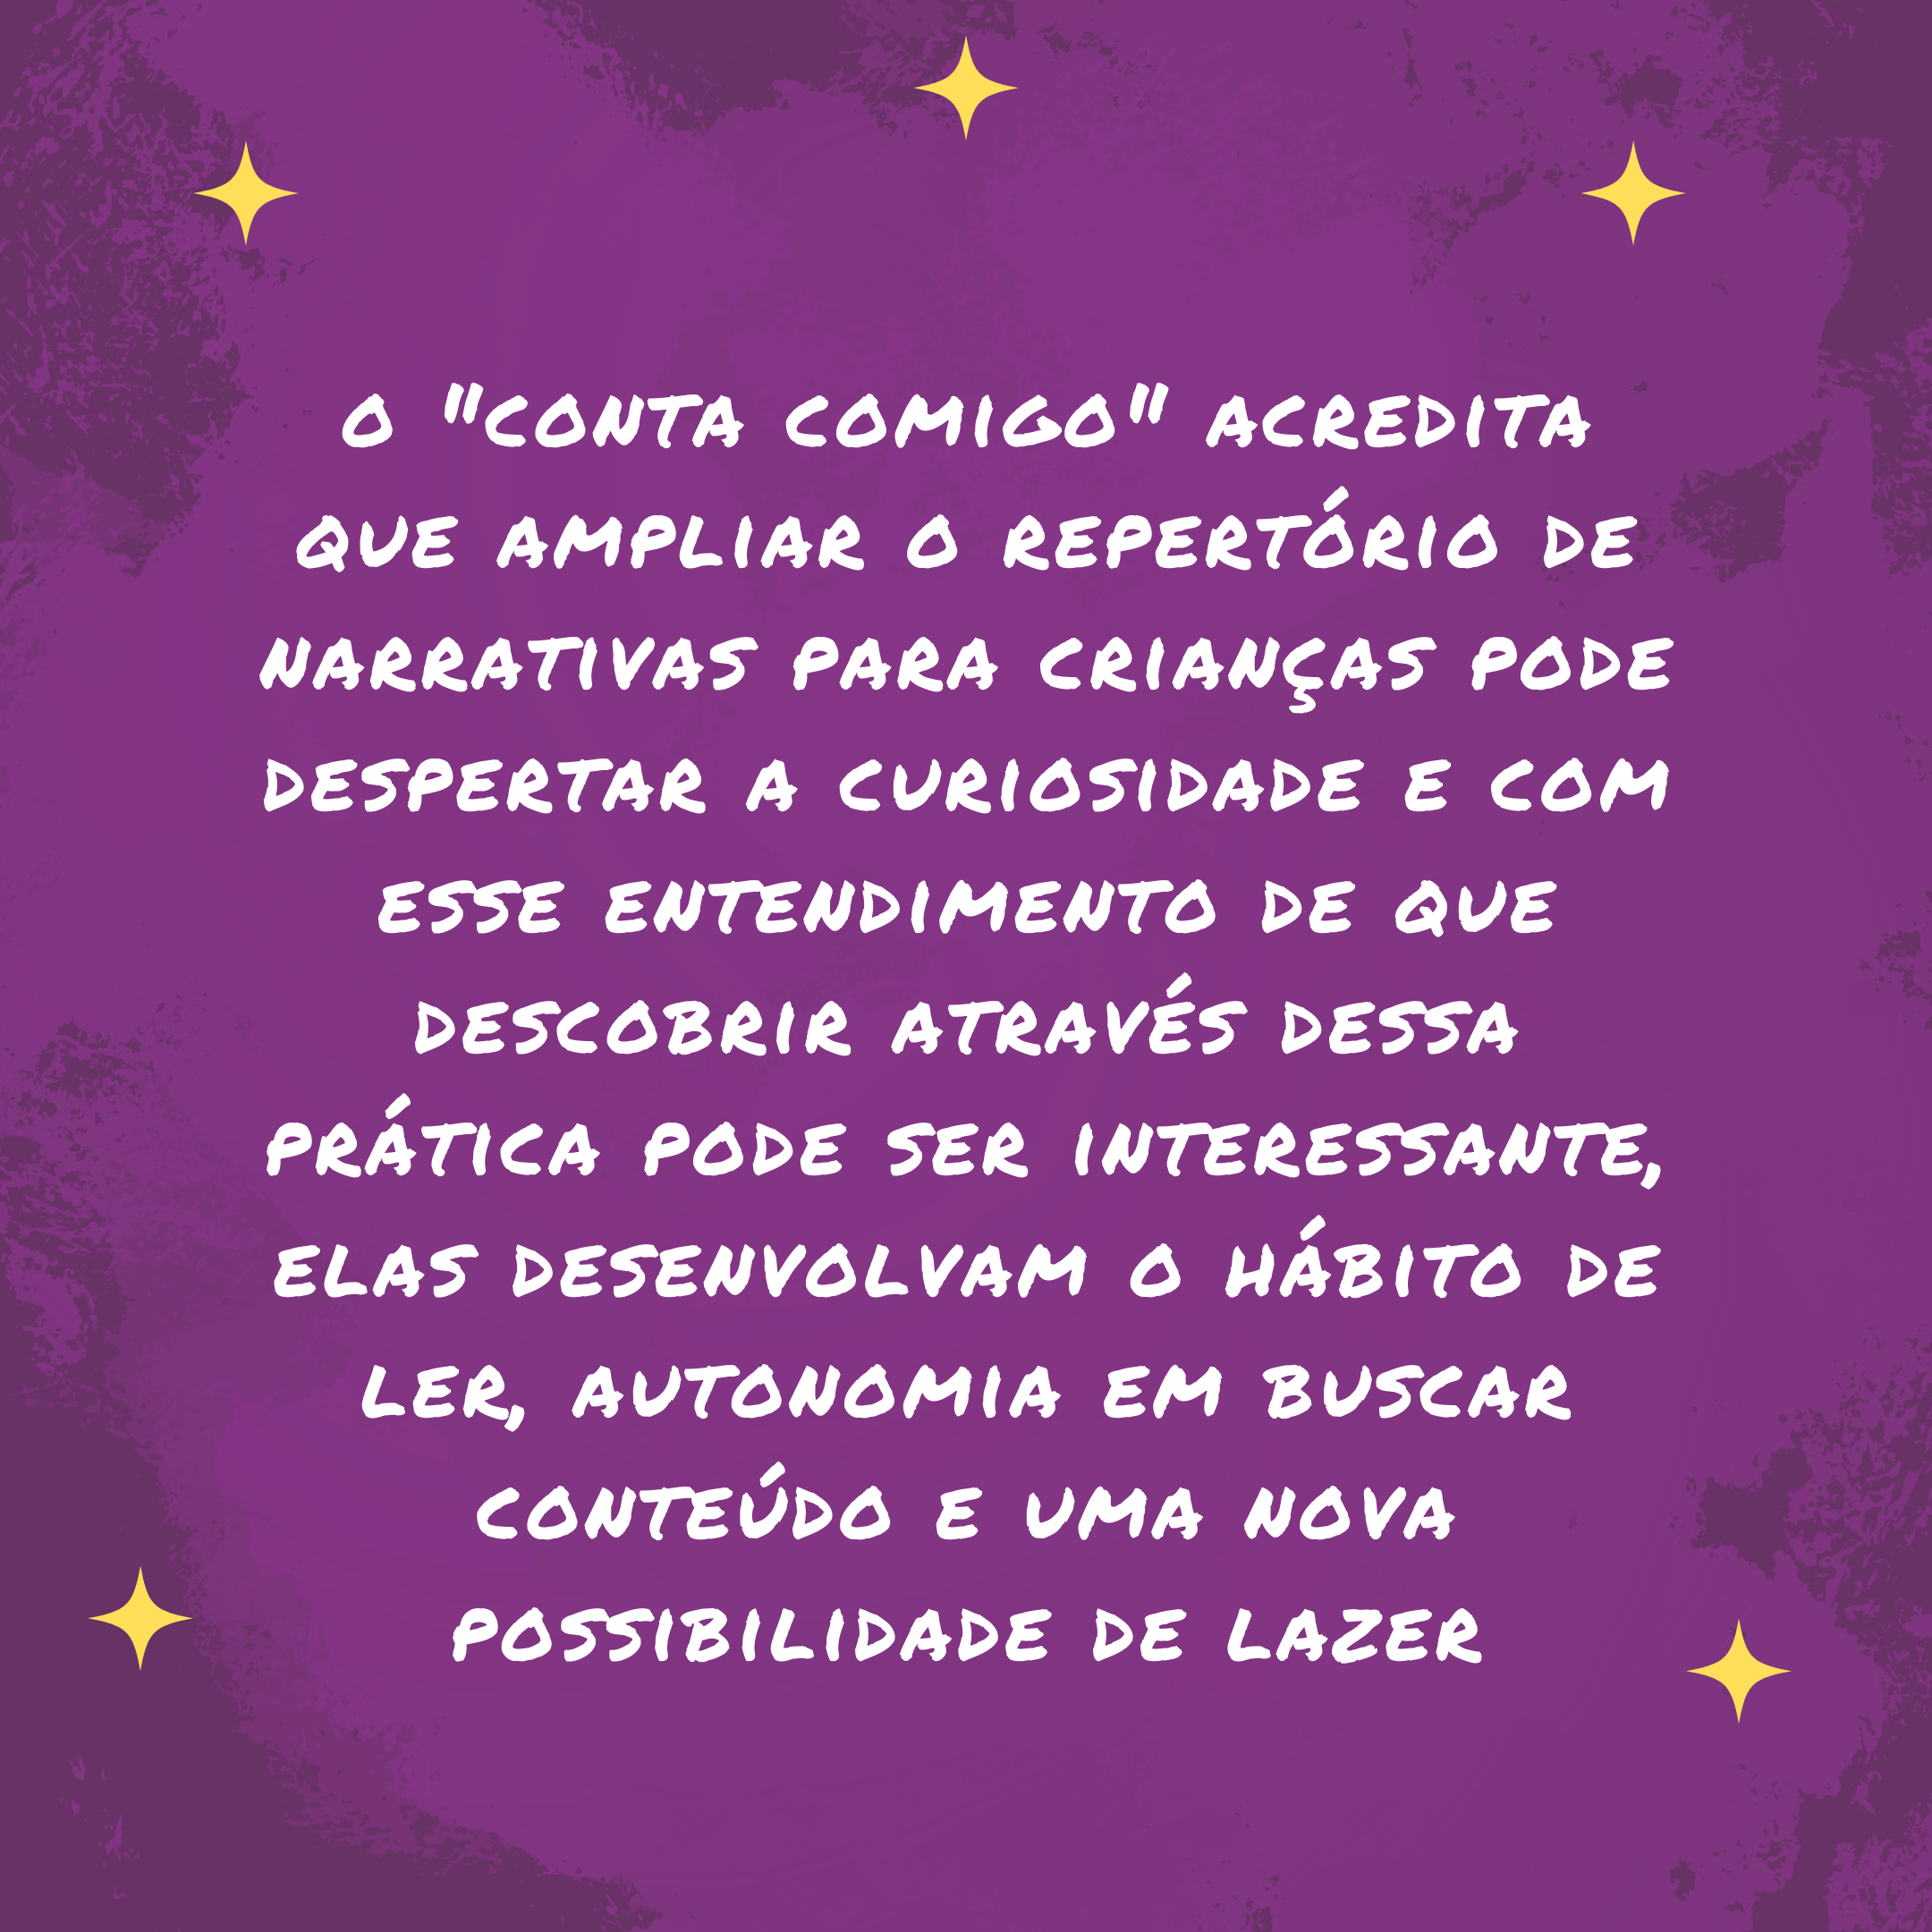 O "CONTA COMIGO" ACREDITA
QUE AMPLIAR O REPERTÓRIO DE
NARRATIVAS PARA CRIANÇAS PODE
DESPERTAR A CURIOSIDADE E COM
ESSE ENTENDIMENTO DE QUE
DESCOBRIR ATRAVÉS DESSA
PRÁTICA PODE SER INTERESSANTE,
ELAS DESENVOLVAM O HÁBITO DE
LER, AUTONOMIA EM BUSCAR
CONTEÚDO E UMA NOVA
POSSIBILIDADE DE LAZER